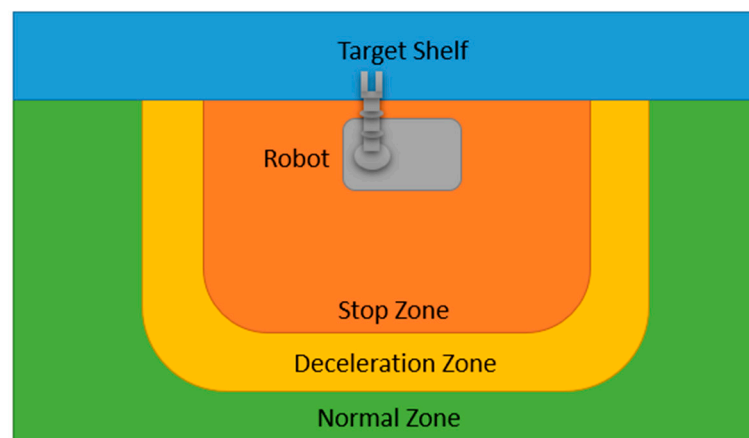 Target Shelf
Robot
Stop Zone
Deceleration Zone
Normal Zone